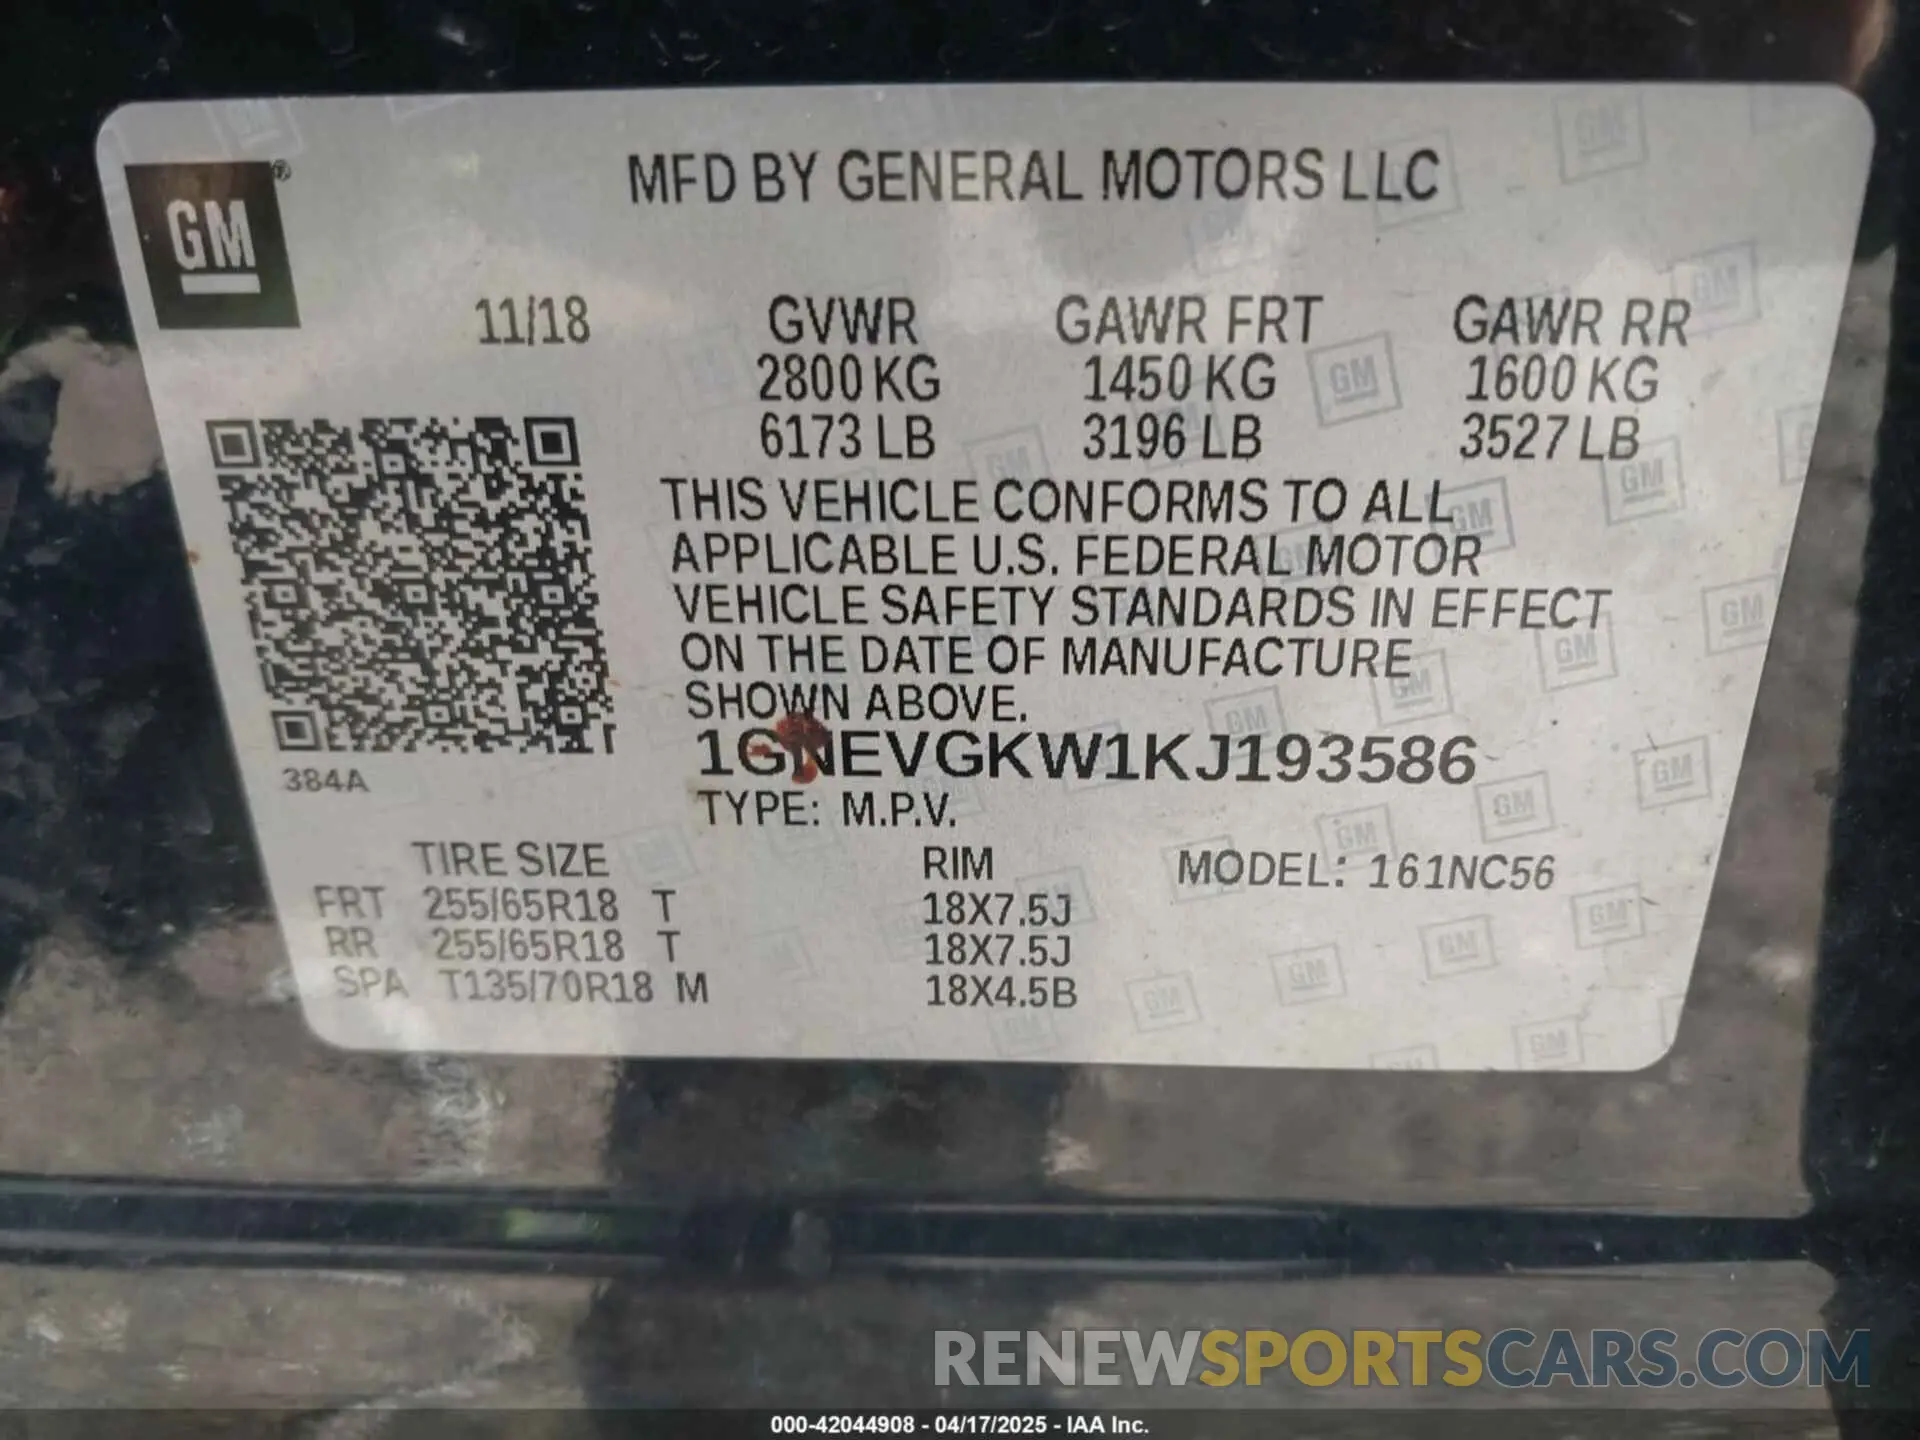 MFD BY GENERAL MOTORS LLC
GM ®
11/18 GVWR GAWR FRT GAWR RR
2800 KG 1450 KG 1600 KG
6173 LB 3196 LB 3527 LB
THIS VEHICLE CONFORMS TO ALL
APPLICABLE U.S. FEDERAL MOTOR
VEHICLE SAFETY STANDARDS IN EFFECT
ON THE DATE OF MANUFACTURE
SHOWN ABOVE.
1GNEVGKW1KJ193586
384A
TYPE: M.P.V.
TIRE SIZE RIM MODEL: 161NC56
FRT 255/65R18 T 18X7.5J
RR 255/65R18 T 18X7.5J
SPA T135/70R18 M 18X4.5B
RENEWSPORTSCARS.COM
000-42044908 - 04/17/2025 - IAA Inc.